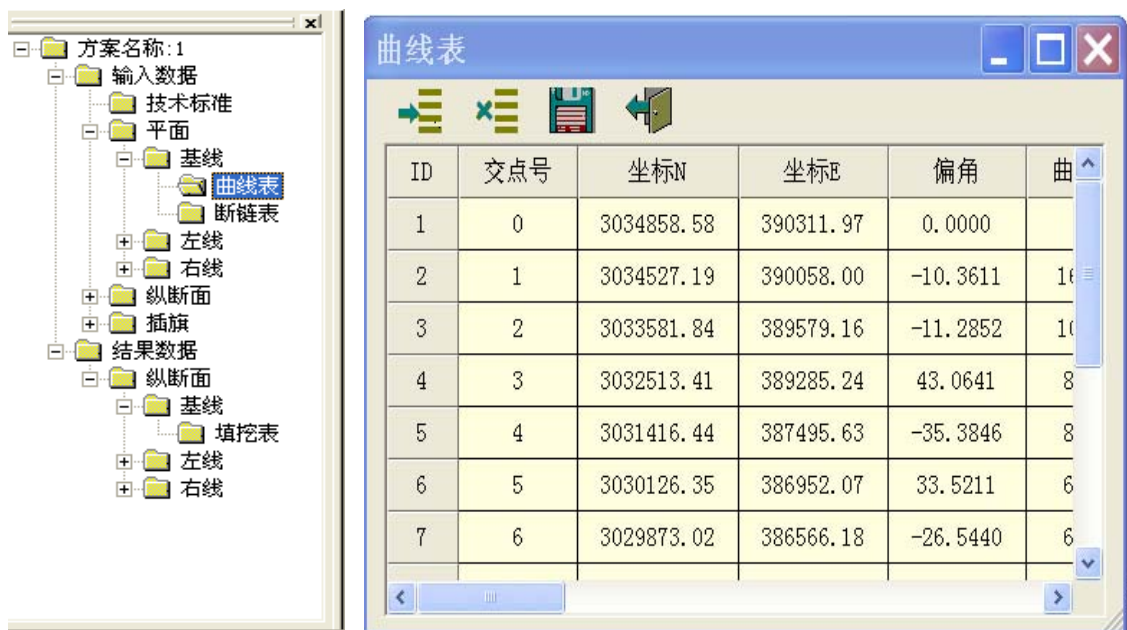 方案名称:1
输入数据
技术标准
平面
基线
曲线表
断链表
左线
右线
纵断面
插旗
结果数据
纵断面
基线
填挖表
左线
右线
曲线表
ID 交点号 坐标N 坐标E 偏角 曲
1 0 3034858.58 390311.97 0.0000
2 1 3034527.19 390058.00 -10.3611
3 2 3033581.84 389579.16 -11.2852
4 3 3032513.41 389285.24 43.0641 8
5 4 3031416.44 387495.63 -35.3846 8
6 5 3030126.35 386952.07 33.5211 6
7 6 3029873.02 386566.18 -26.5440 6